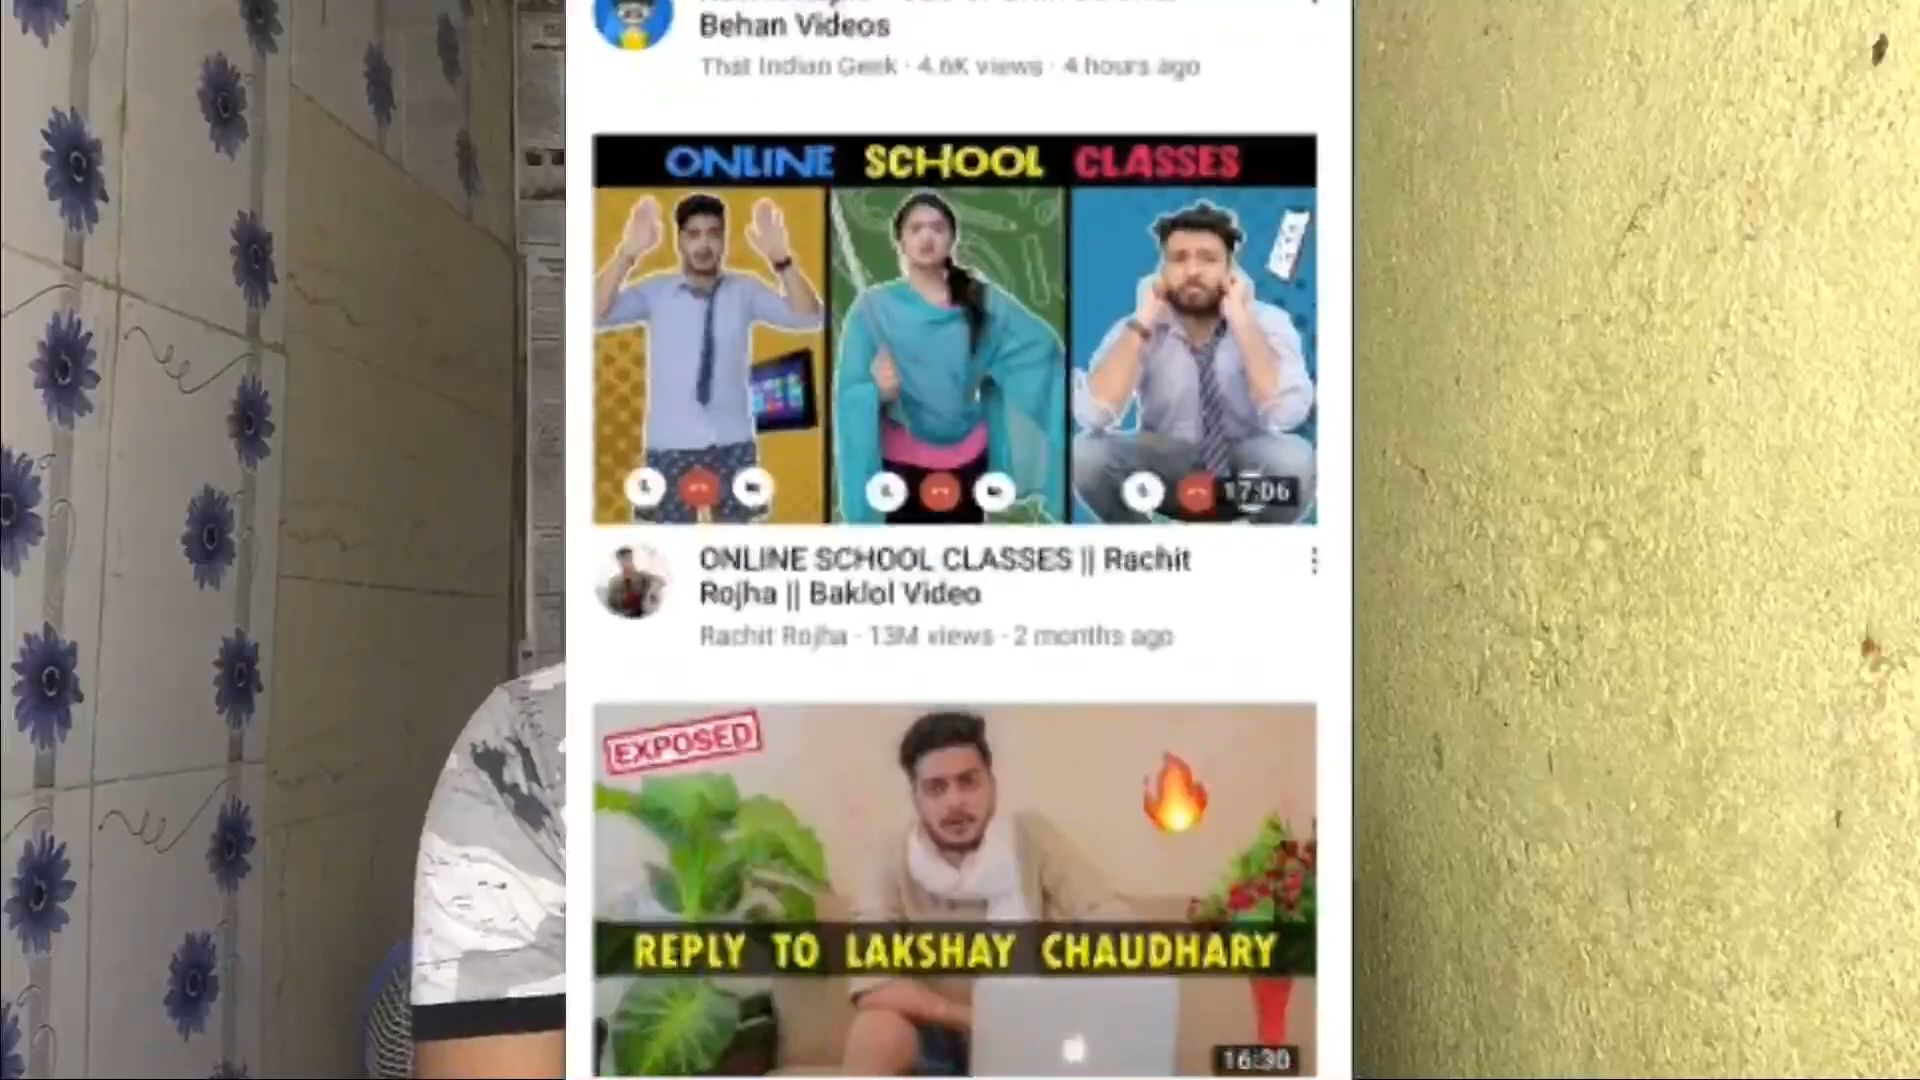 Behan Videos
That Indian Geek · 4.6K views · 4 hours ago
ONLINE SCHOOL CLASSES
17:06
ONLINE SCHOOL CLASSES || Rachit
Rojha || Baklol Video
Rachit Rojha · 13M views · 2 months ago
EXPOSED
REPLY TO LAKSHAY CHAUDHARY
16:30